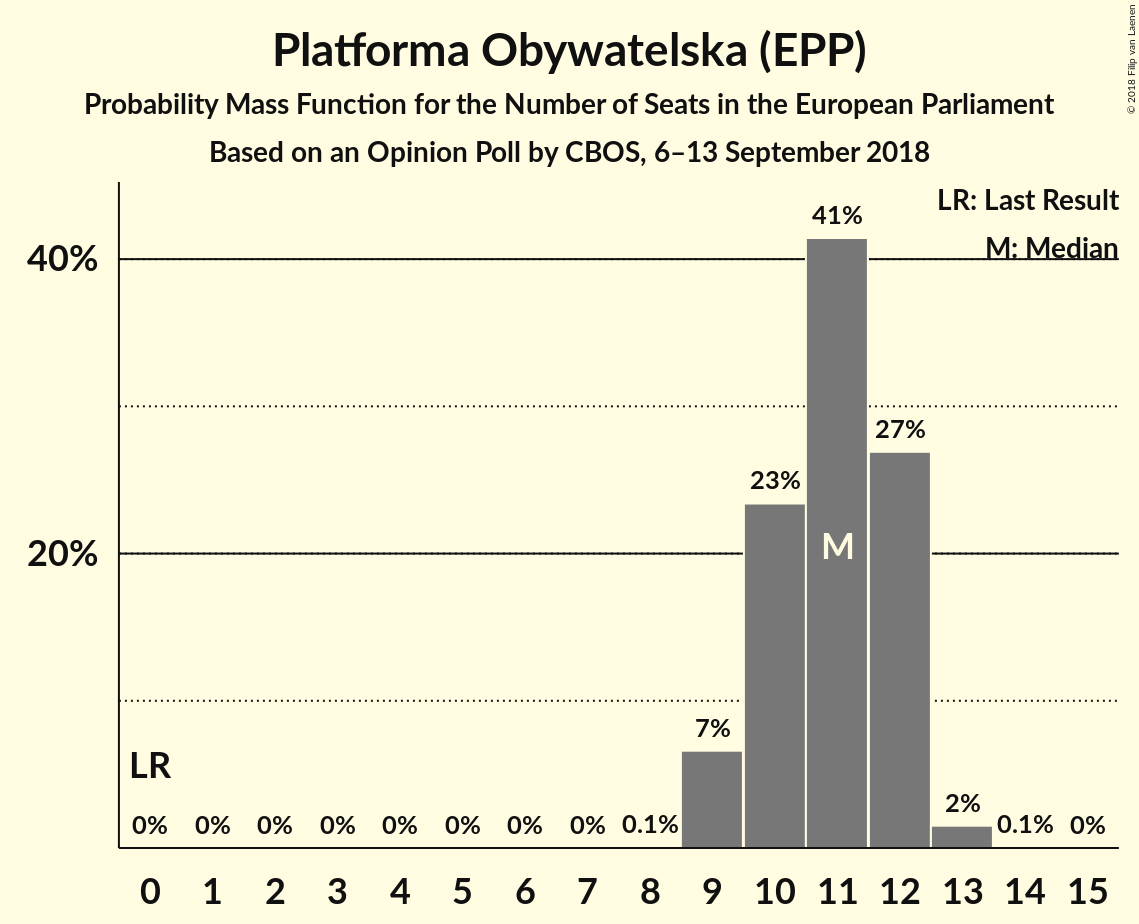 Platforma Obywatelska (EPP)
Probability Mass Function for the Number of Seats in the European Parliament
Based on an Opinion Poll by CBOS, 6–13 September 2018
© 2018 Filip van Laenen
LR: Last Result
M: Median
40%
20%
41%
27%
23%
M
7%
LR
2%
0% 0% 0% 0% 0% 0% 0% 0% 0.1% 0.1% 0%
0 1 2 3 4 5 6 7 8 9 10 11 12 13 14 15